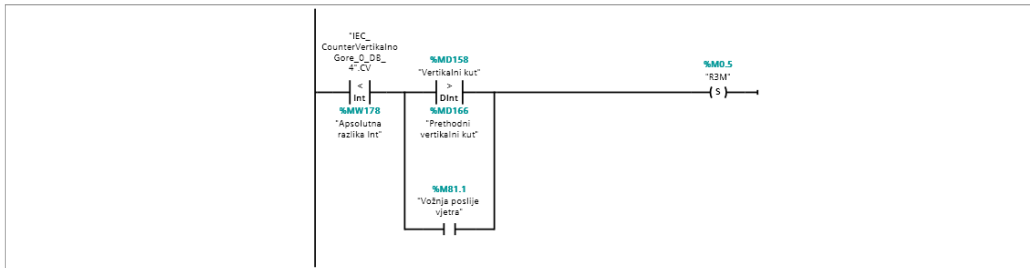 "IEC_
CounterVertikalno
Gore_0_DB_
4".CV
<
Int
%MW178
"Apsolutna
razlika Int"
%MD158
"Vertikalni kut"
>
DInt
%MD166
"Prethodni
vertikalni kut"
%M81.1
"Vožnja poslije
vjetra"
%M0.5
"R3M"
S